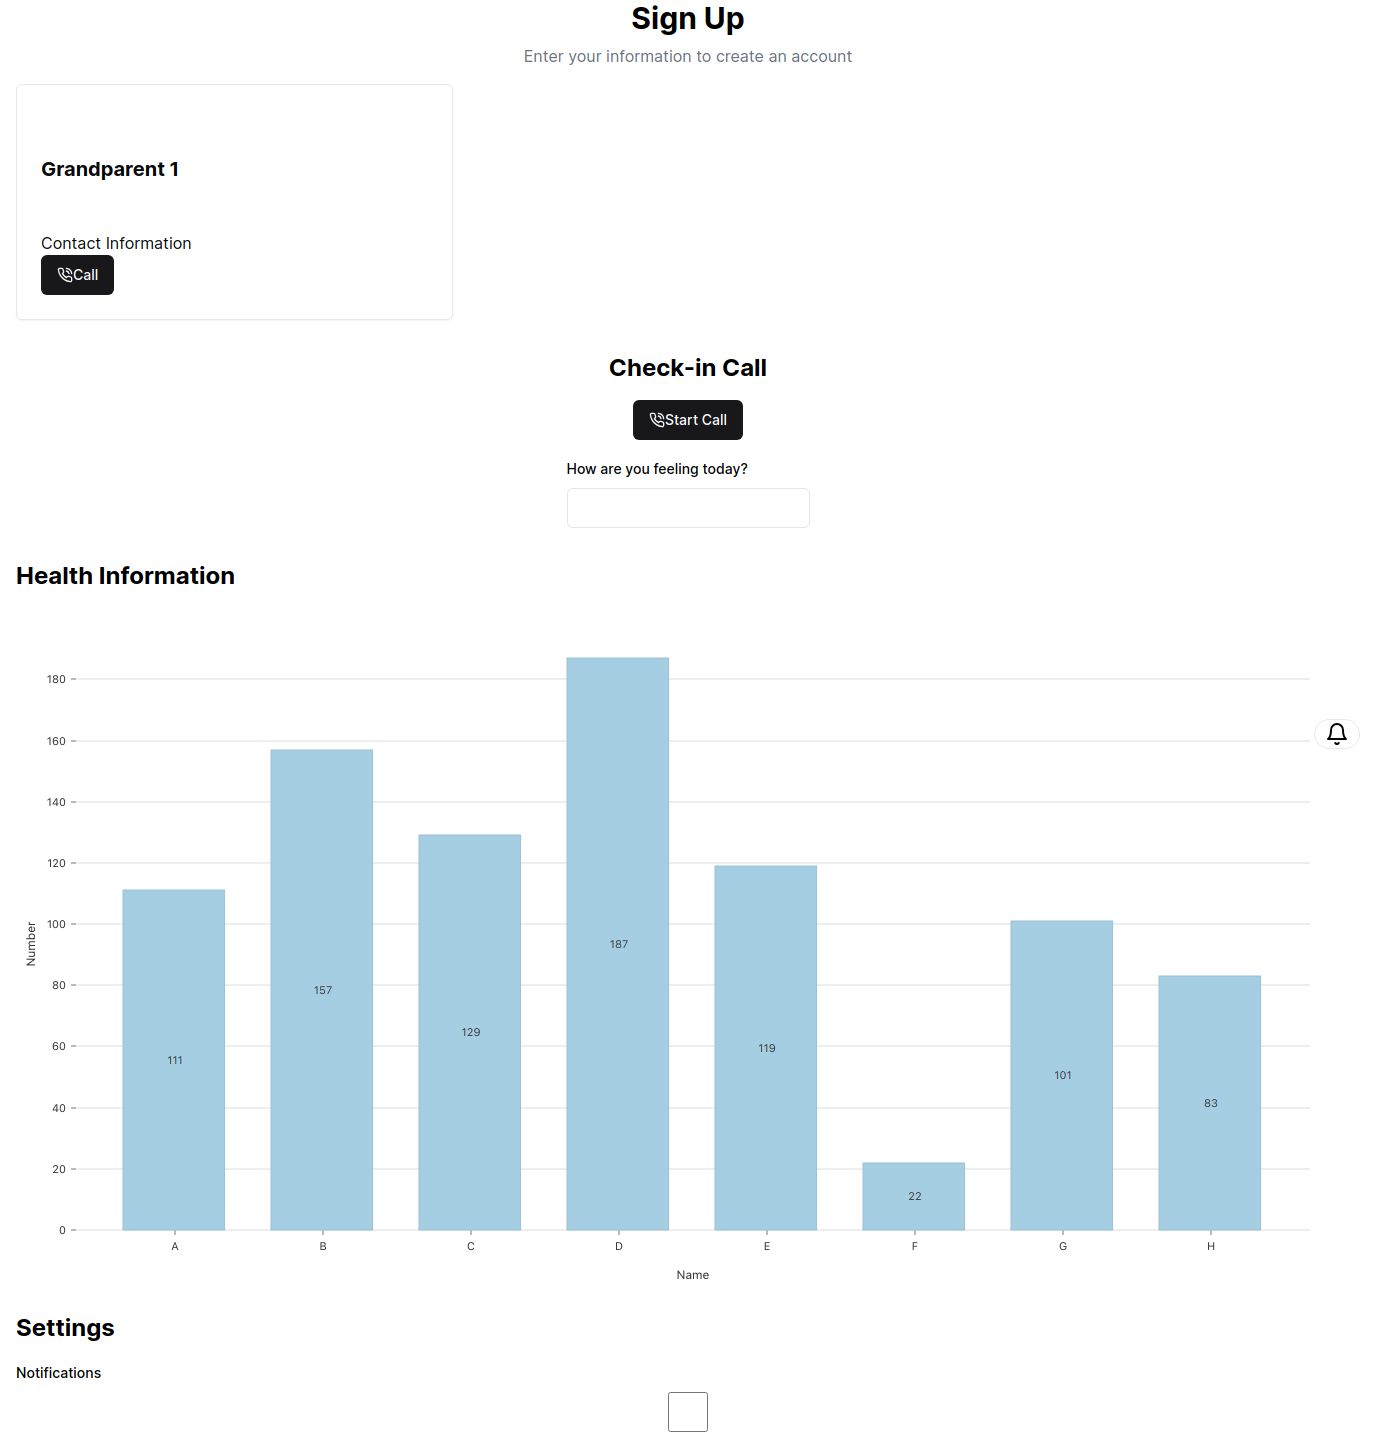 Sign Up
Enter your information to create an account
Grandparent 1
Contact Information
Call
Check-in Call
Start Call
How are you feeling today?
Health Information
180
160
140
120
100
80
60
40
20
0
Number
111
157
129
187
119
22
101
83
A B C D E F G H
Name
Settings
Notifications